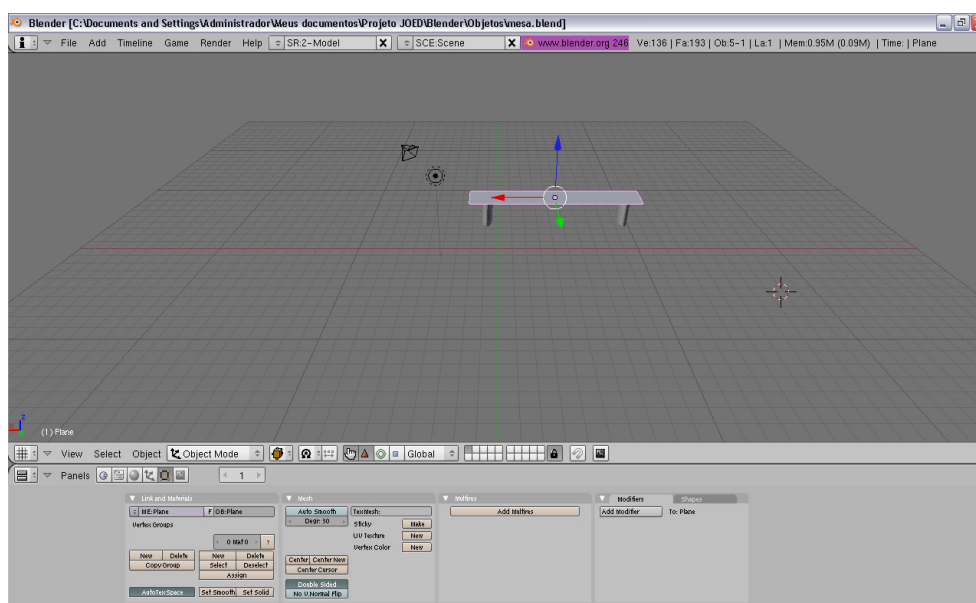 Blender [C:\Documents and Settings\Administrador\Meus documentos\Projeto JOED\Blender\Objetos\mesa.blend]
File Add Timeline Game Render Help SR:2-Model X SCE:Scene X www.blender.org 246 Ve:136 | Fa:193 | Ob:5-1 | La:1 | Mem:0.95M (0.09M) | Time: | Plane
z
x
(1) Plane
View Select Object Object Mode Global
Panels 1
Link and Materials
ME:Plane F OB:Plane
Vertex Groups
0 Mat 0 ?
New Delete New Delete
Copy Group Select Deselect
Assign
AutoTexSpace Set Smooth Set Solid
Mesh
Auto Smooth TexMesh:
Degr: 30 Sticky Make
UV Texture New
Vertex Color New
Center Center New
Center Cursor
Double Sided
No V.Normal Flip
Multires
Add Multires
Modifiers Shapes
Add Modifier To: Plane